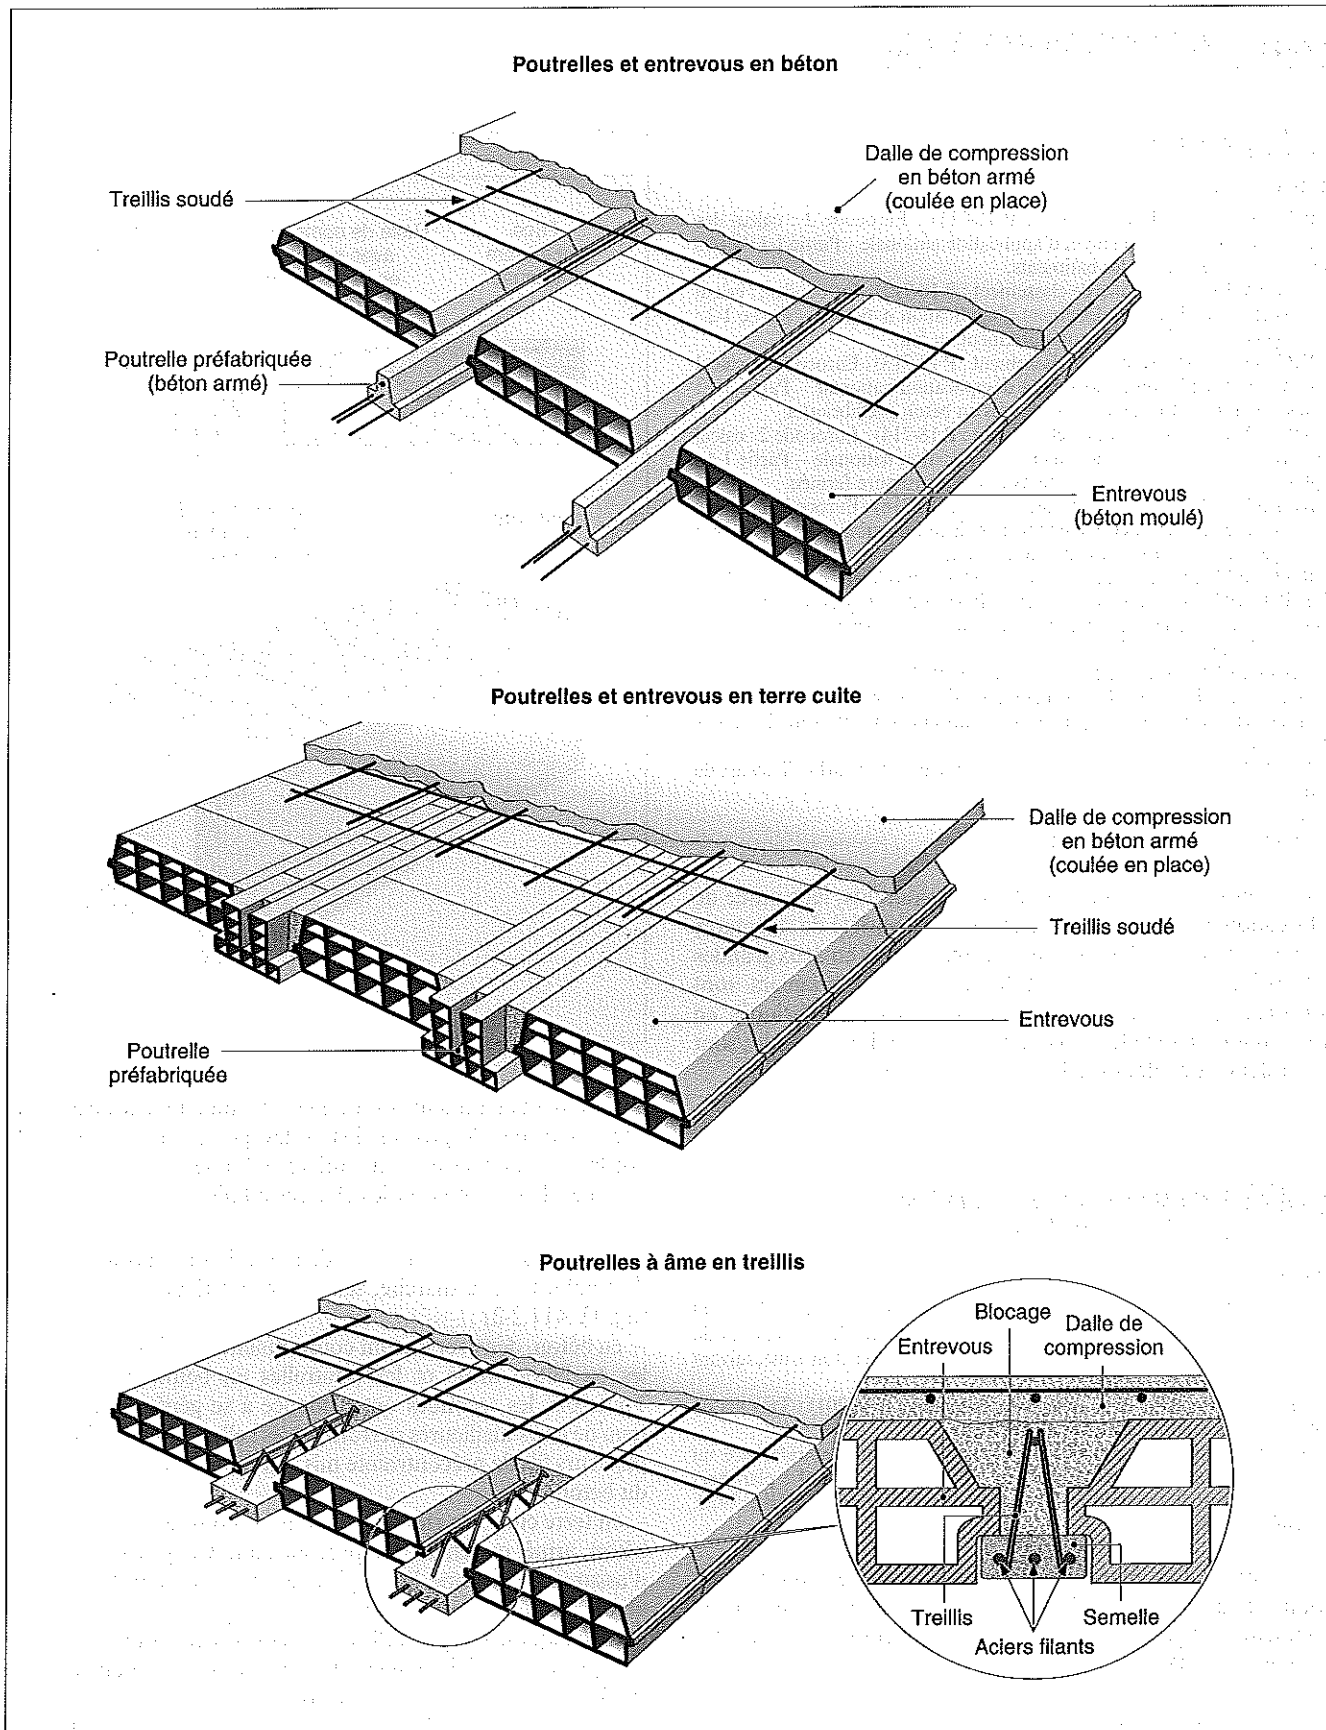 Poutrelles et entrevous en béton
Dalle de compression
en béton armé
(coulée en place)
Treillis soudé
Poutrelle préfabriquée
(béton armé)
Entrevous
(béton moulé)
Poutrelles et entrevous en terre cuite
Dalle de compression
en béton armé
(coulée en place)
Treillis soudé
Entrevous
Poutrelle
préfabriquée
Poutrelles à âme en treillis
Blocage
Dalle de
compression
Entrevous
Treillis
Semelle
Aciers filants